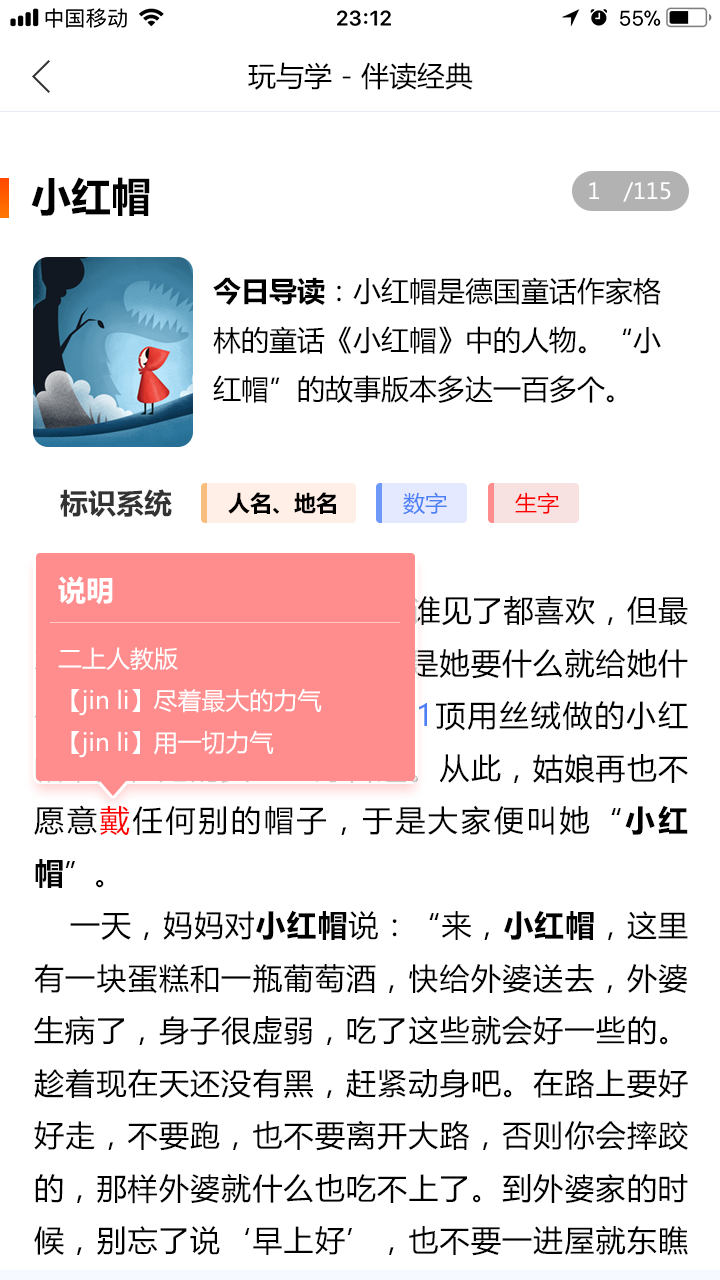 中国移动 23:12 55%
玩与学 - 伴读经典
小红帽
1 /115
今日导读：小红帽是德国童话作家格
林的童话《小红帽》中的人物。“小
红帽”的故事版本多达一百多个。
标识系统 人名、地名 数字 生字
说明
二上人教版
【jin li】尽着最大的力气
【jin li】用一切力气
谁见了都喜欢，但最
是她要什么就给她什
1顶用丝绒做的小红
。从此，姑娘再也不
愿意戴任何别的帽子，于是大家便叫她“小红
帽”。
一天，妈妈对小红帽说：“来，小红帽，这里
有一块蛋糕和一瓶葡萄酒，快给外婆送去，外婆
生病了，身子很虚弱，吃了这些就会好一些的。
趁着现在天还没有黑，赶紧动身吧。在路上要好
好走，不要跑，也不要离开大路，否则你会摔跤
的，那样外婆就什么也吃不上了。到外婆家的时
候，别忘了说‘早上好’，也不要一进屋就东瞧